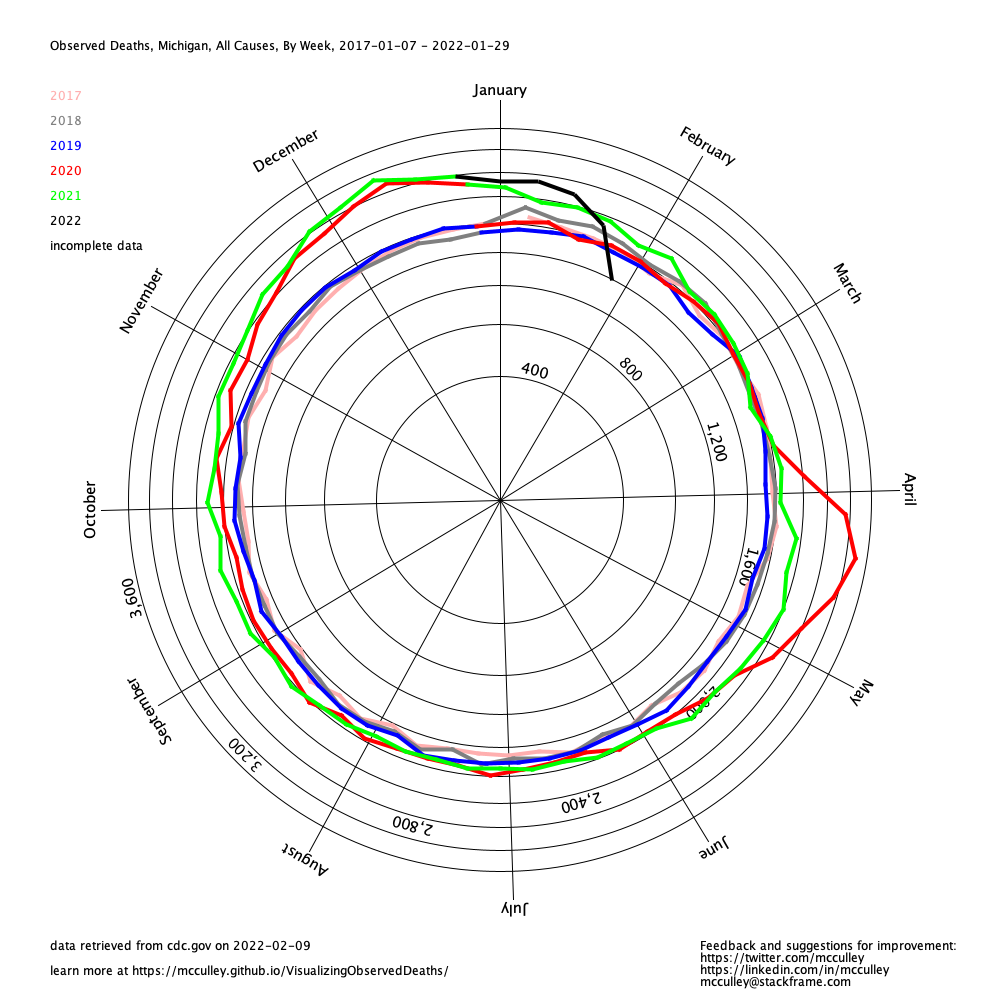 Observed Deaths, Michigan, All Causes, By Week, 2017-01-07 - 2022-01-29
January
2017
2018
2019
2020
2021
2022
incomplete data
December
February
November
March
400
800
1,200
October
April
1,600
3,600
May
2,000
September
3,200
2,400
2,800
June
August
July
data retrieved from cdc.gov on 2022-02-09
learn more at https://mcculley.github.io/VisualizingObservedDeaths/
Feedback and suggestions for improvement:
https://twitter.com/mcculley
https://linkedin.com/in/mcculley
mcculley@stackframe.com